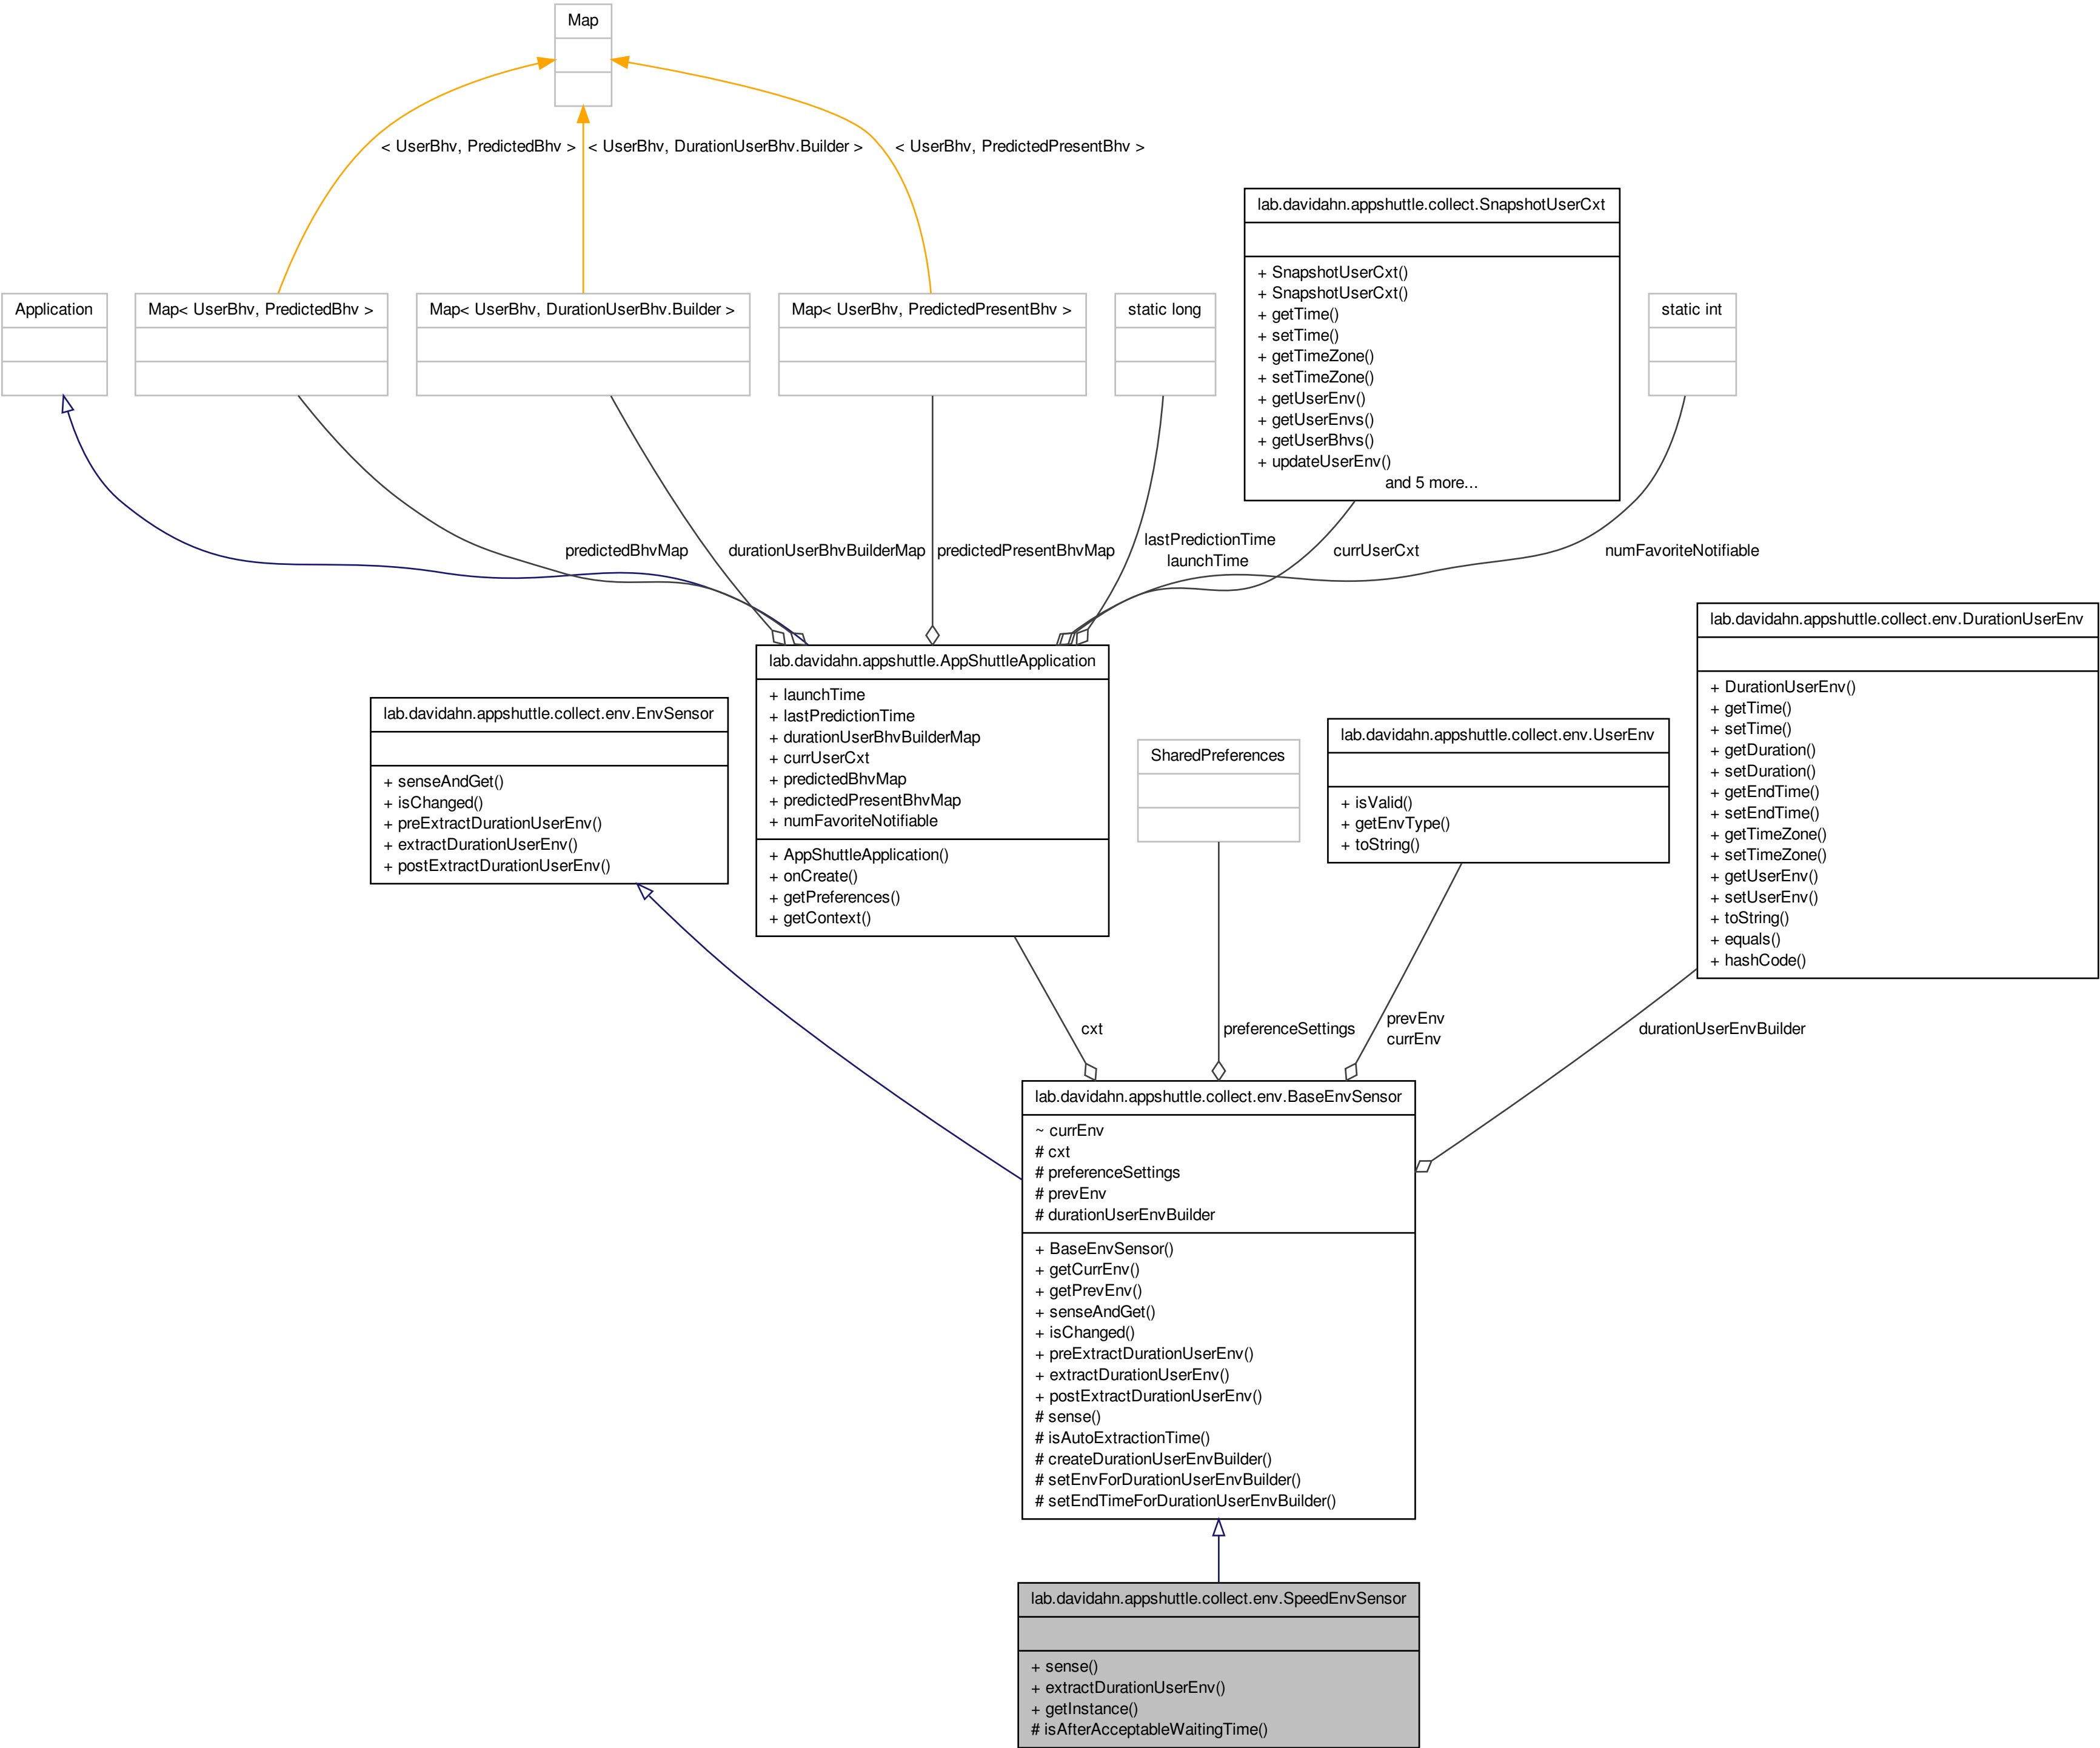 Map
< UserBhv, PredictedBhv >
< UserBhv, DurationUserBhv.Builder >
< UserBhv, PredictedPresentBhv >
lab.davidahn.appshuttle.collect.SnapshotUserCxt
+ SnapshotUserCxt()
+ SnapshotUserCxt()
+ getTime()
+ setTime()
+ getTimeZone()
+ setTimeZone()
+ getUserEnv()
+ getUserEnvs()
+ getUserBhvs()
+ updateUserEnv()
and 5 more...
Application
Map< UserBhv, PredictedBhv >
Map< UserBhv, DurationUserBhv.Builder >
Map< UserBhv, PredictedPresentBhv >
static long
static int
predictedBhvMap
durationUserBhvBuilderMap
predictedPresentBhvMap
lastPredictionTime
launchTime
currUserCxt
numFavoriteNotifiable
lab.davidahn.appshuttle.AppShuttleApplication
+ launchTime
+ lastPredictionTime
+ durationUserBhvBuilderMap
+ currUserCxt
+ predictedBhvMap
+ predictedPresentBhvMap
+ numFavoriteNotifiable
+ AppShuttleApplication()
+ onCreate()
+ getPreferences()
+ getContext()
lab.davidahn.appshuttle.collect.env.EnvSensor
+ senseAndGet()
+ isChanged()
+ preExtractDurationUserEnv()
+ extractDurationUserEnv()
+ postExtractDurationUserEnv()
SharedPreferences
lab.davidahn.appshuttle.collect.env.UserEnv
+ isValid()
+ getEnvType()
+ toString()
lab.davidahn.appshuttle.collect.env.DurationUserEnv
+ DurationUserEnv()
+ getTime()
+ setTime()
+ getDuration()
+ setDuration()
+ getEndTime()
+ setEndTime()
+ getTimeZone()
+ setTimeZone()
+ getUserEnv()
+ setUserEnv()
+ toString()
+ equals()
+ hashCode()
cxt
preferenceSettings
prevEnv
currEnv
durationUserEnvBuilder
lab.davidahn.appshuttle.collect.env.BaseEnvSensor
~ currEnv
# cxt
# preferenceSettings
# prevEnv
# durationUserEnvBuilder
+ BaseEnvSensor()
+ getCurrEnv()
+ getPrevEnv()
+ senseAndGet()
+ isChanged()
+ preExtractDurationUserEnv()
+ extractDurationUserEnv()
+ postExtractDurationUserEnv()
# sense()
# isAutoExtractionTime()
# createDurationUserEnvBuilder()
# setEnvForDurationUserEnvBuilder()
# setEndTimeForDurationUserEnvBuilder()
lab.davidahn.appshuttle.collect.env.SpeedEnvSensor
+ sense()
+ extractDurationUserEnv()
+ getInstance()
# isAfterAcceptableWaitingTime()